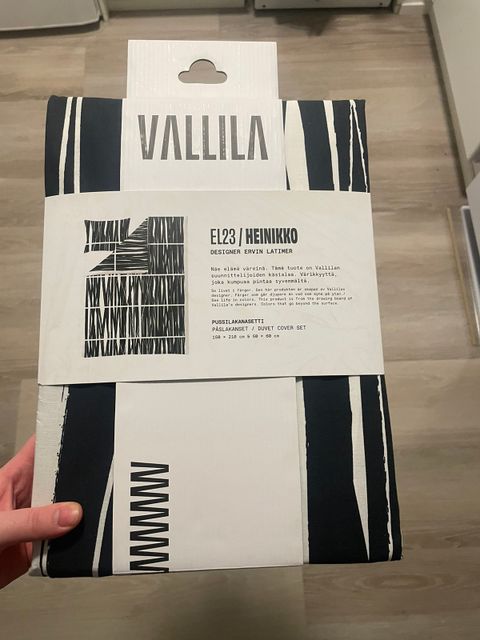 VALLILA
EL23 / HEINIKKO
DESIGNER ERVIN LATIMER
Näe elämä väreinä. Tämä tuote on Vallilan
suunnittelijoiden käsialaa. Värikkyyttä,
joka kumpuaa pintaa syvemmältä.
Se livet i färger. Den här produkten är skapad av Vallilas
designer. Färger som går djupare än vad som syns på ytan.
See life in colors. This product is from the drawing board of
Vallila's designers. Colors that go beyond the surface.
PUSSILAKANASETTI
PÅSLAKANSET / DUVET COVER SET
150 × 210 cm & 50 × 60 cm